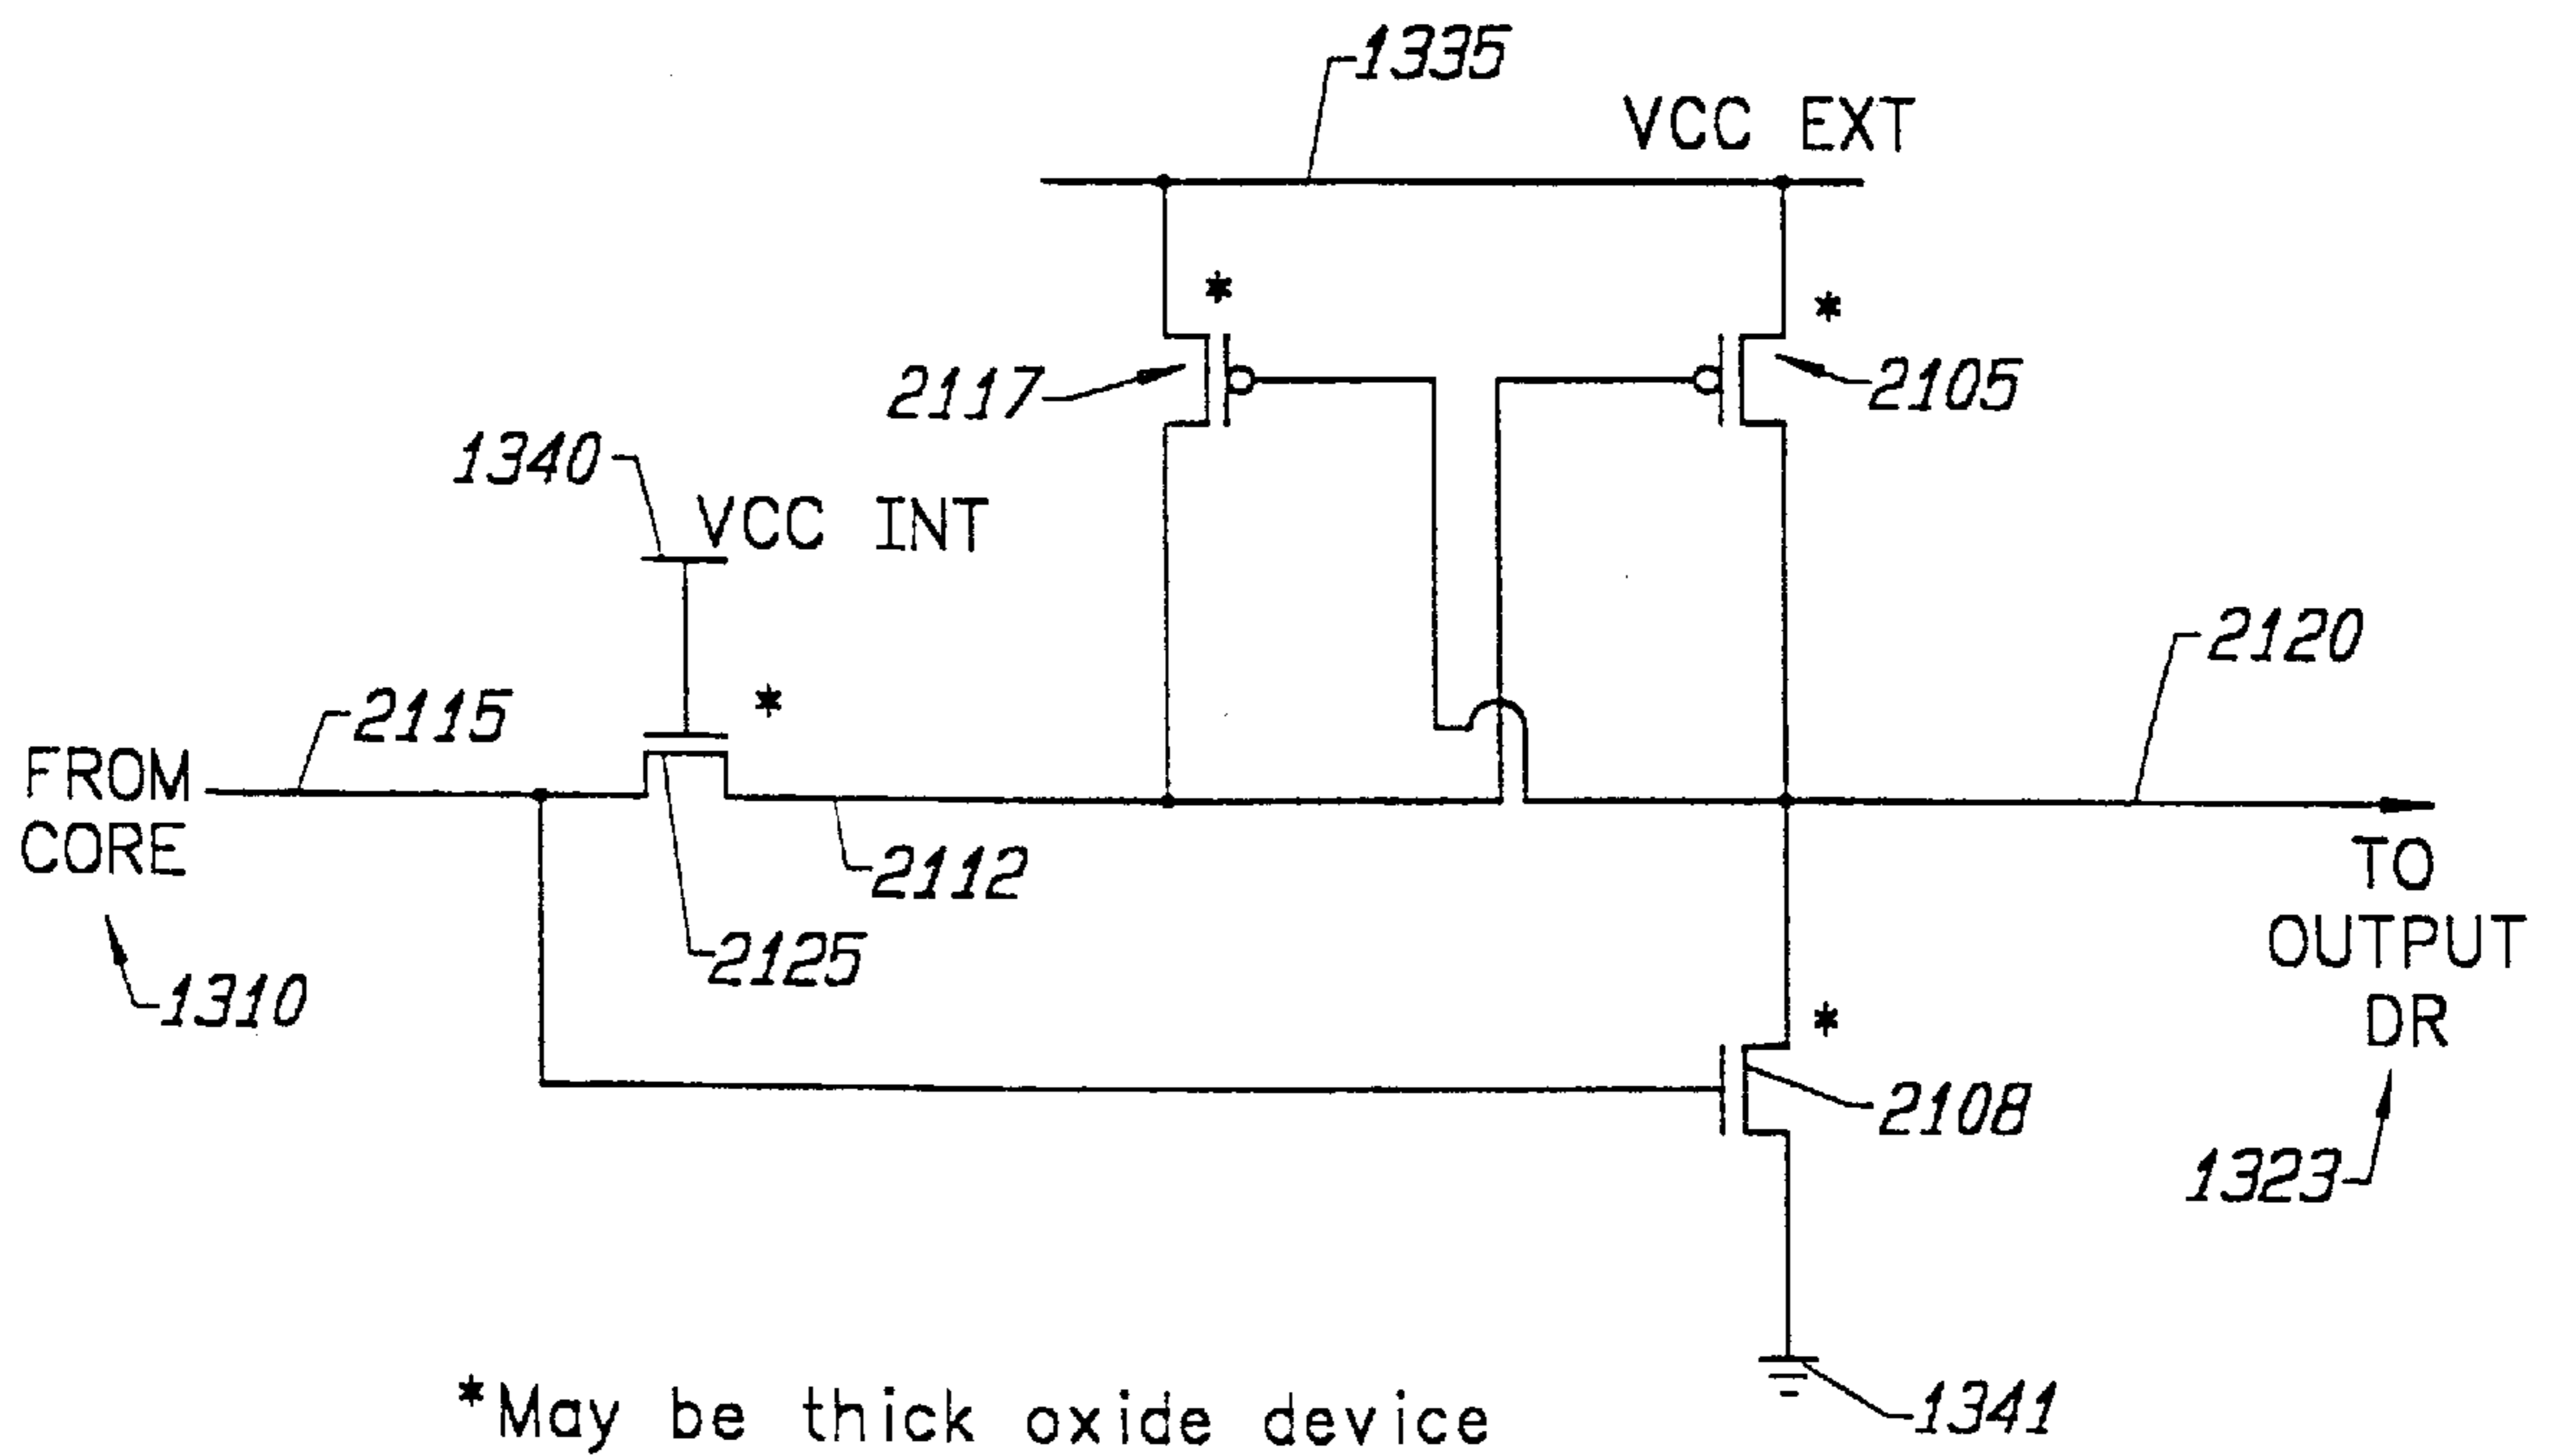 1335
VCC EXT
*
*
2117
2105
1340
VCC INT
2120
*
2115
FROM
CORE
2112
TO
OUTPUT
DR
2125
1310
*
2108
1323
1341
*May be thick oxide device